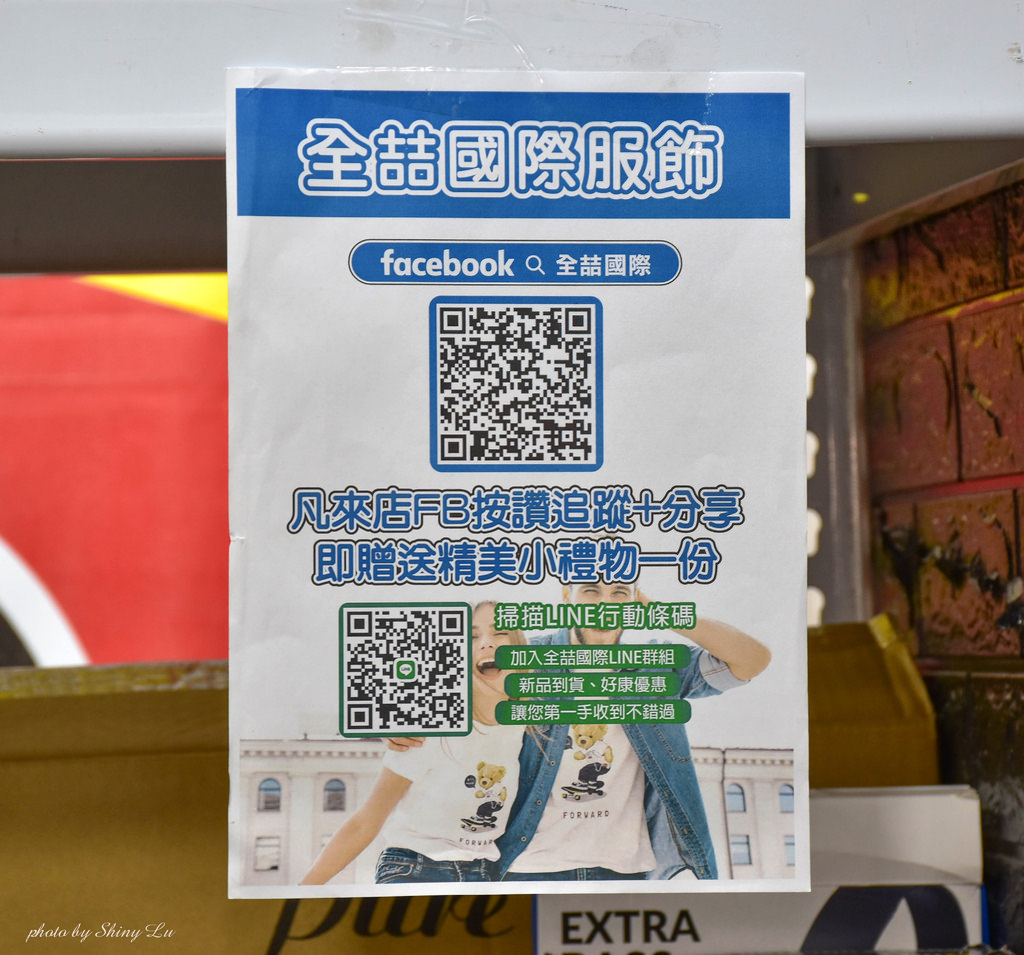 全喆國際服飾
facebook 全喆國際
凡來店FB按讚追蹤+分享
即贈送精美小禮物一份
掃描LINE行動條碼
加入全喆國際LINE群組
新品到貨、好康優惠
讓您第一手收到不錯過
FORWARD
FORWARD
pure
EXTRA
photo by Shiny Lu